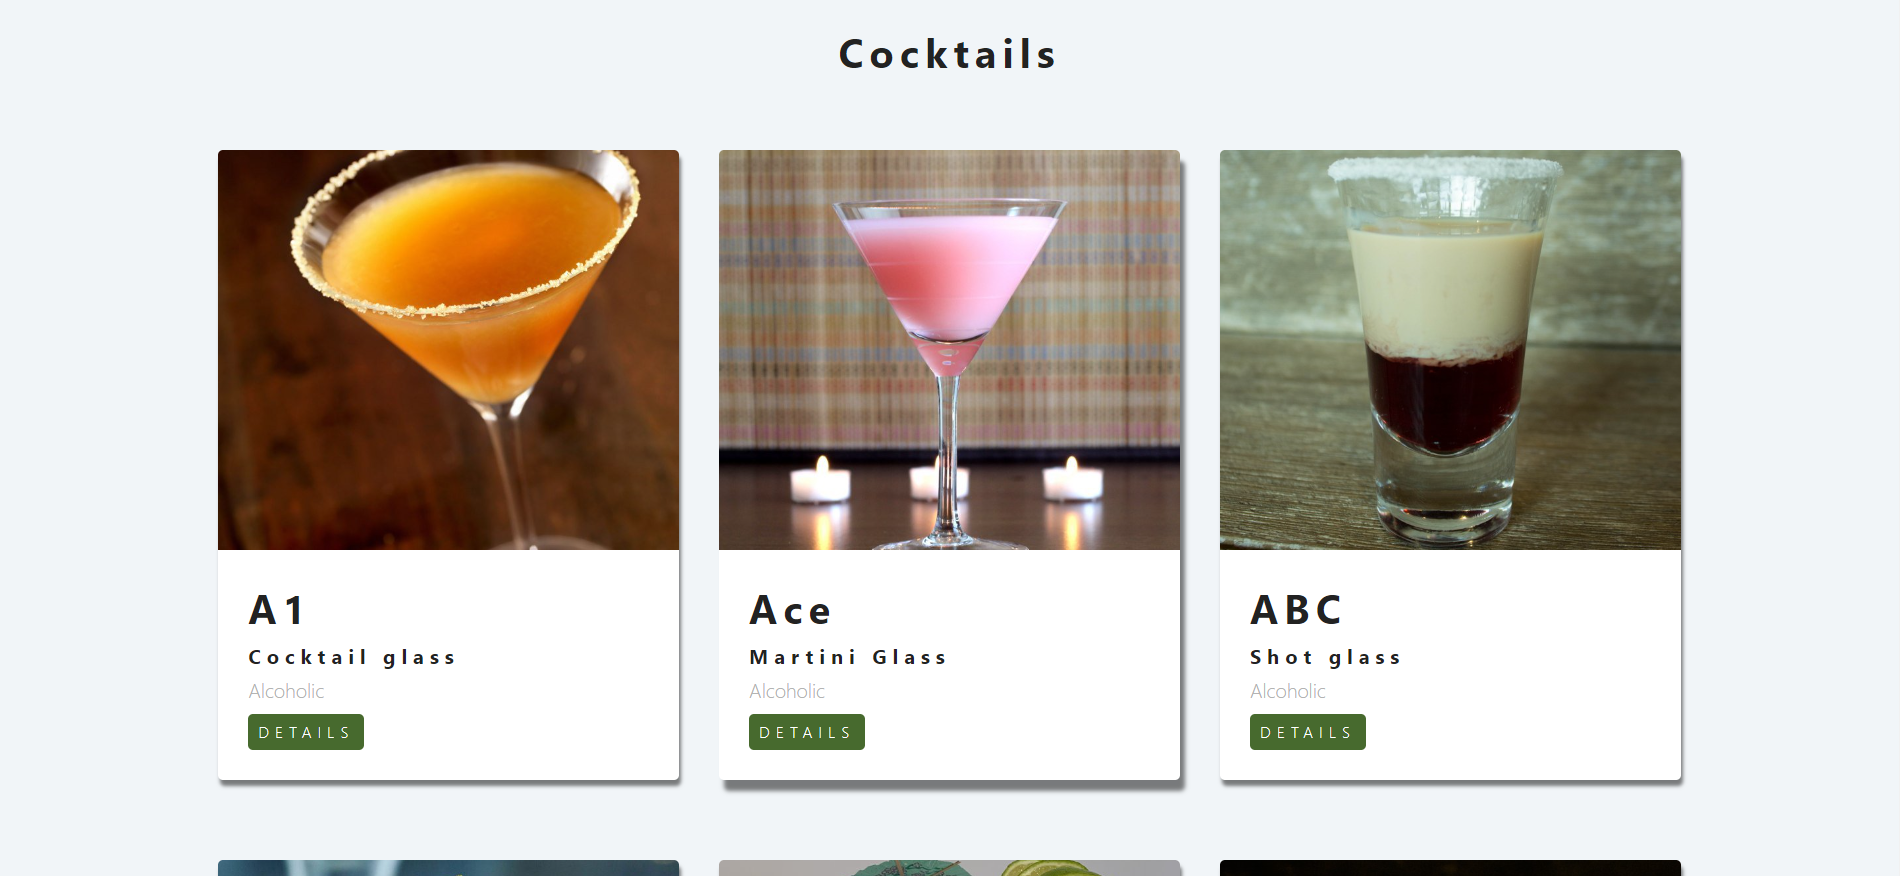 Cocktails
A1
Cocktail glass
Alcoholic
DETAILS
Ace
Martini Glass
Alcoholic
DETAILS
ABC
Shot glass
Alcoholic
DETAILS